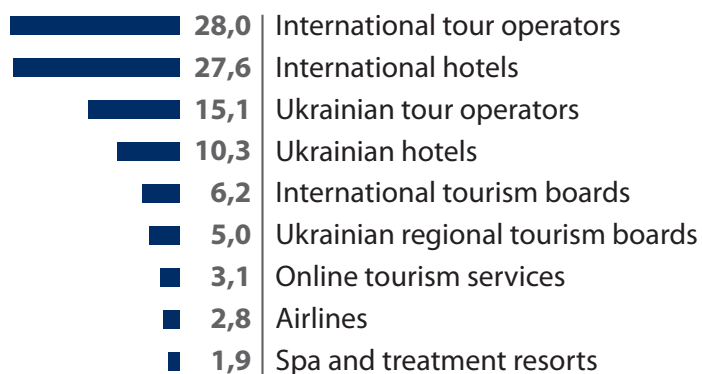 28,0 International tour operators
27,6 International hotels
15,1 Ukrainian tour operators
10,3 Ukrainian hotels
6,2 International tourism boards
5,0 Ukrainian regional tourism boards
3,1 Online tourism services
2,8 Airlines
1,9 Spa and treatment resorts